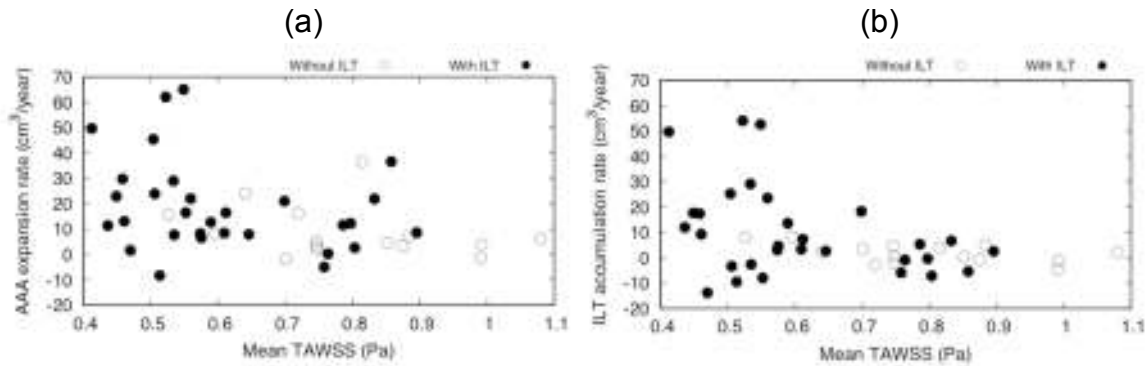 (a)
(b)
Without ILT
With ILT
AAA expansion rate (cm³/year)
70
60
50
40
30
20
10
0
-10
-20
0.4 0.5 0.6 0.7 0.8 0.9 1 1.1
Mean TAWSS (Pa)
Without ILT
With ILT
ILT accumulation rate (cm³/year)
70
60
50
40
30
20
10
0
-10
-20
0.4 0.5 0.6 0.7 0.8 0.9 1 1.1
Mean TAWSS (Pa)